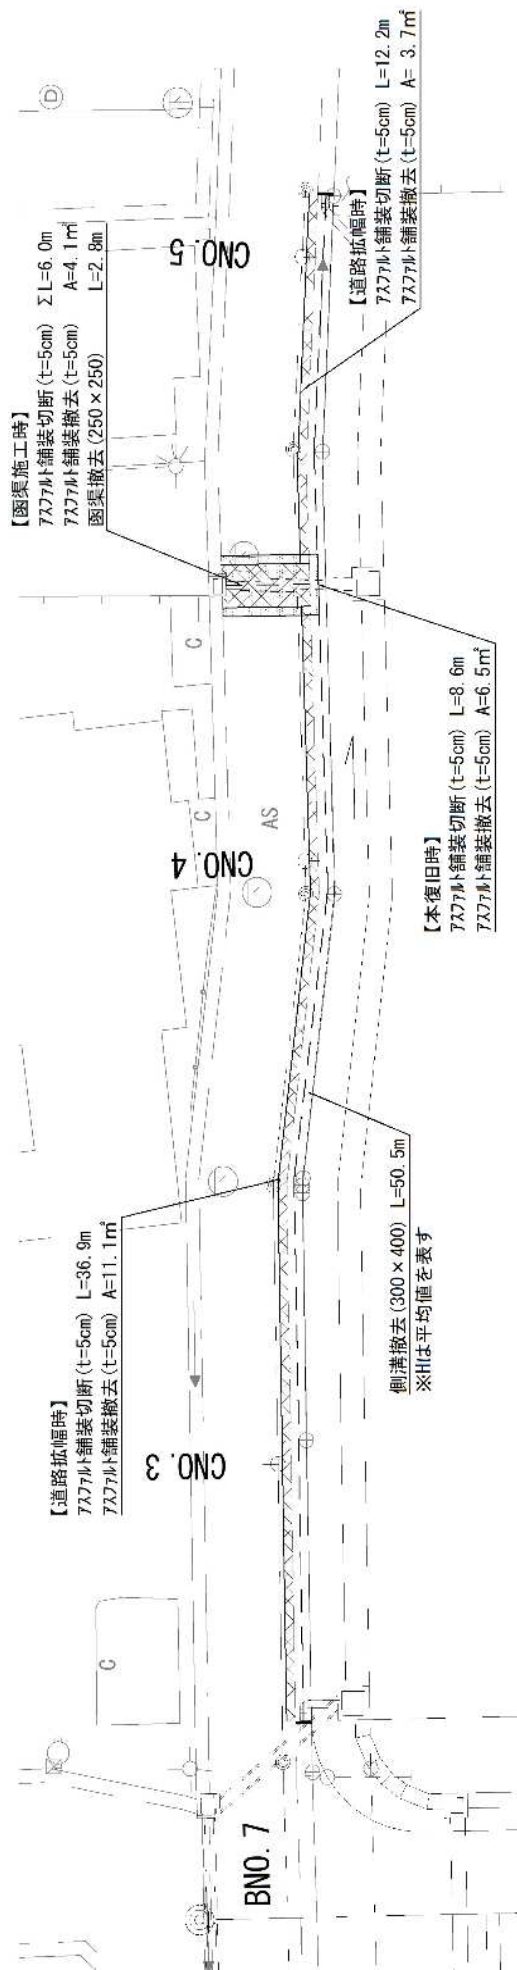 【函渠施工時】
ｱｽﾌｧﾙﾄ舗装切断(t=5cm) ΣL=6.0m
ｱｽﾌｧﾙﾄ舗装撤去(t=5cm) A=4.1㎡
函渠撤去(250×250) L=2.8m
D
CNO.5
【道路拡幅時】
ｱｽﾌｧﾙﾄ舗装切断(t=5cm) L=12.2m
ｱｽﾌｧﾙﾄ舗装撤去(t=5cm) A= 3.7㎡
C
C
AS
CNO.4
【本復旧時】
ｱｽﾌｧﾙﾄ舗装切断(t=5cm) L=8.6m
ｱｽﾌｧﾙﾄ舗装撤去(t=5cm) A=6.5㎡
【道路拡幅時】
ｱｽﾌｧﾙﾄ舗装切断(t=5cm) L=36.9m
ｱｽﾌｧﾙﾄ舗装撤去(t=5cm) A=11.1㎡
側溝撤去(300×400) L=50.5m
※Hは平均値を表す
CNO.3
C
BNO.7